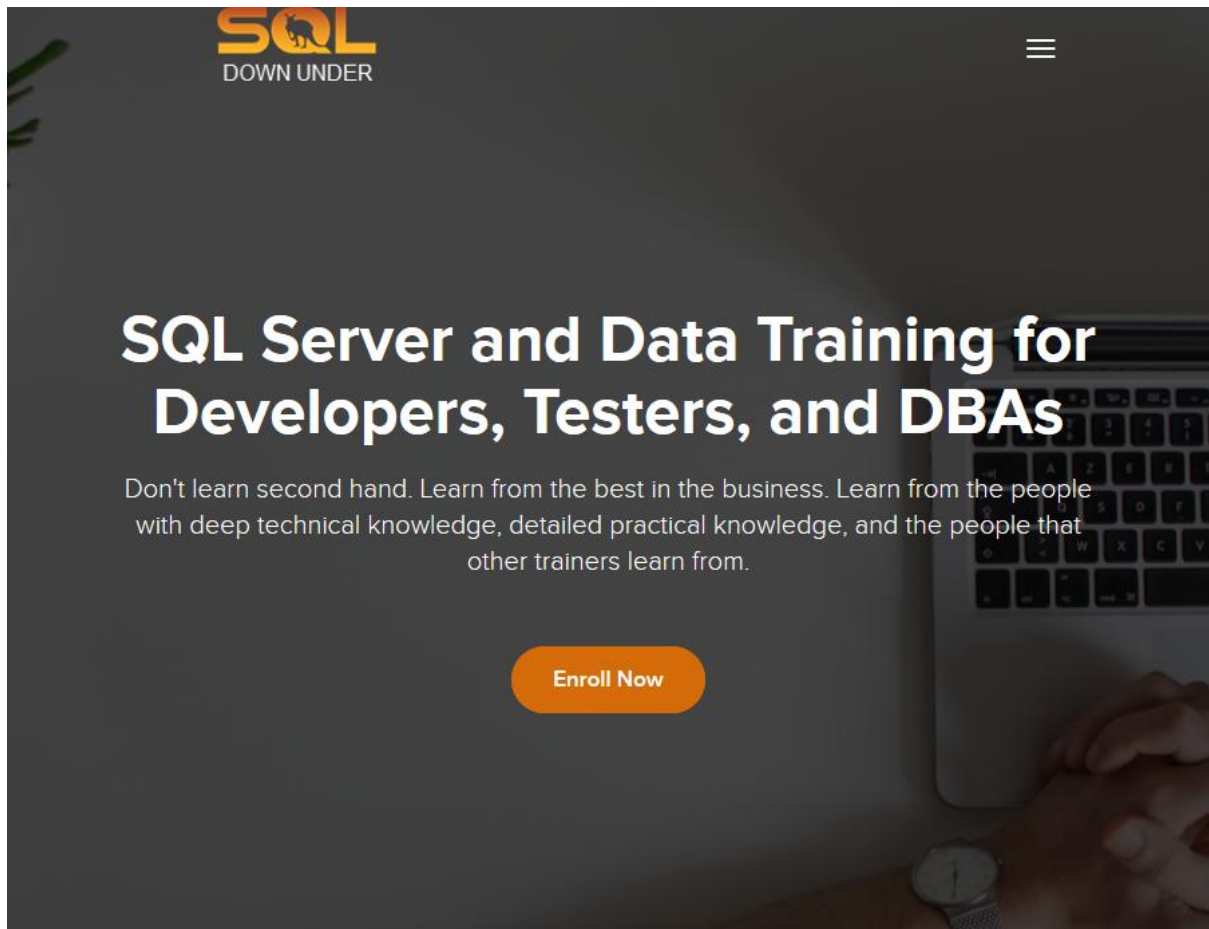 SQL
DOWN UNDER
SQL Server and Data Training for
Developers, Testers, and DBAs
Don't learn second hand. Learn from the best in the business. Learn from the people
with deep technical knowledge, detailed practical knowledge, and the people that
other trainers learn from.
Enroll Now